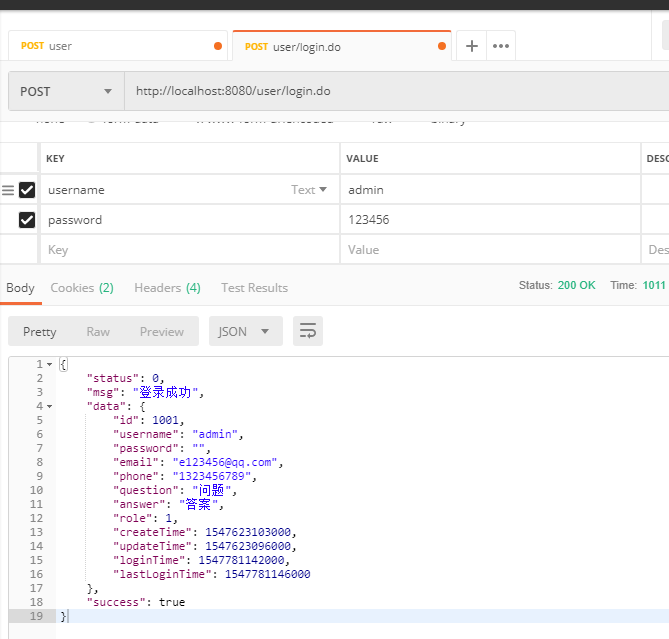 POST user
POST user/login.do
POST http://localhost:8080/user/login.do
KEY VALUE DESC
username Text admin
password 123456
Key Value Des
Body Cookies (2) Headers (4) Test Results Status: 200 OK Time: 1011
Pretty Raw Preview JSON
1 {
2 "status": 0,
3 "msg": "登录成功",
4 "data": {
5 "id": 1001,
6 "username": "admin",
7 "password": "",
8 "email": "e123456@qq.com",
9 "phone": "1323456789",
10 "question": "问题",
11 "answer": "答案",
12 "role": 1,
13 "createTime": 1547623103000,
14 "updateTime": 1547623096000,
15 "loginTime": 1547781142000,
16 "lastLoginTime": 1547781146000
17 },
18 "success": true
19 }